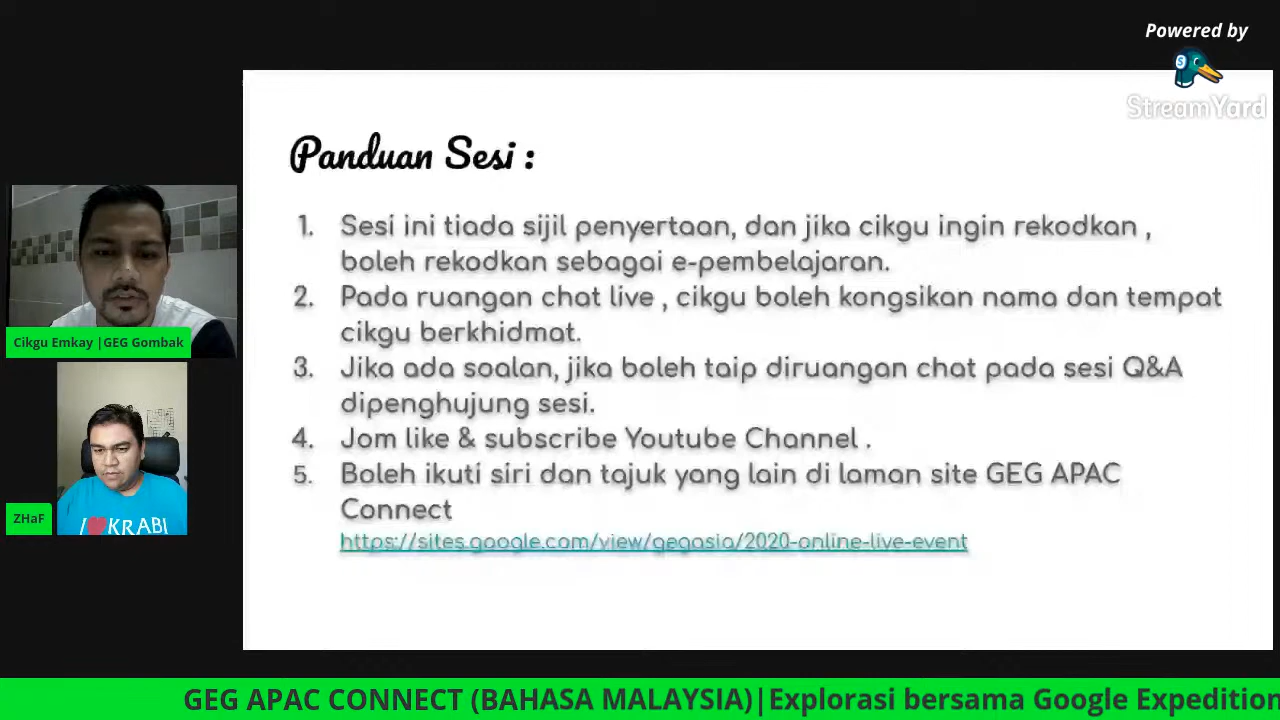 Powered by
StreamYard
Panduan Sesi :
1. Sesi ini tiada sijil penyertaan, dan jika cikgu ingin rekodkan ,
boleh rekodkan sebagai e-pembelajaran.
2. Pada ruangan chat live , cikgu boleh kongsikan nama dan tempat
cikgu berkhidmat.
3. Jika ada soalan, jika boleh taip diruangan chat pada sesi Q&A
dipenghujung sesi.
4. Jom like & subscribe Youtube Channel .
5. Boleh ikuti siri dan tajuk yang lain di laman site GEG APAC
Connect
https://sites.google.com/view/gegasia/2020-online-live-event
Cikgu Emkay |GEG Gombak
ZHaF
I ❤ KRABI
GEG APAC CONNECT (BAHASA MALAYSIA)|Explorasi bersama Google Expedition